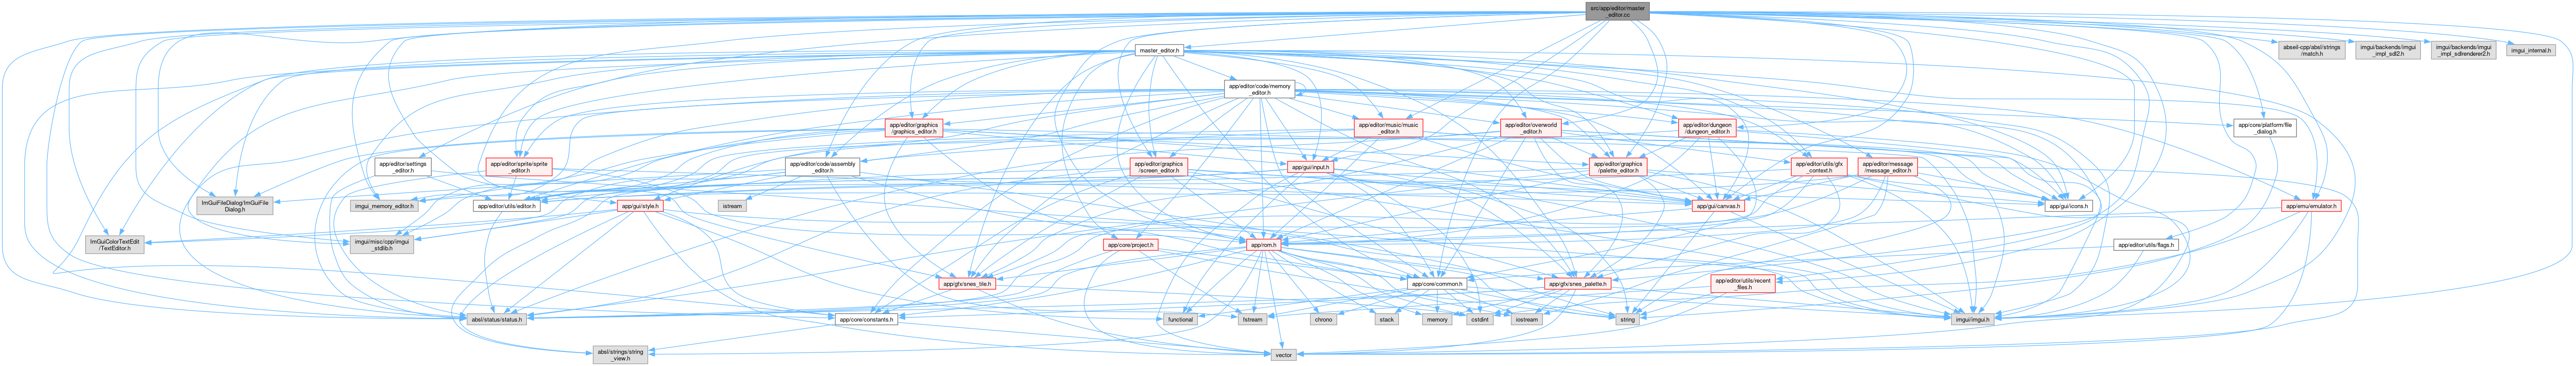 src/app/editor/master
_editor.cc
master_editor.h
abseil-cpp/absl/strings
/match.h
imgui/backends/imgui
_impl_sdl2.h
imgui/backends/imgui
_impl_sdlrenderer2.h
imgui_internal.h
app/editor/code/memory
_editor.h
app/editor/graphics
/graphics_editor.h
app/editor/music/music
_editor.h
app/editor/overworld
_editor.h
app/editor/dungeon
/dungeon_editor.h
app/core/platform/file
_dialog.h
app/editor/settings
_editor.h
app/editor/sprite/sprite
_editor.h
app/editor/code/assembly
_editor.h
app/editor/graphics
/screen_editor.h
app/gui/input.h
app/editor/graphics
/palette_editor.h
app/editor/utils/gfx
_context.h
app/editor/message
/message_editor.h
ImGuiFileDialog/ImGuiFile
Dialog.h
imgui_memory_editor.h
app/editor/utils/editor.h
app/gui/style.h
istream
app/gui/canvas.h
app/gui/icons.h
app/emu/emulator.h
ImGuiColorTextEdit
/TextEditor.h
imgui/misc/cpp/imgui
_stdlib.h
app/core/project.h
app/rom.h
app/editor/utils/flags.h
app/gfx/snes_tile.h
app/core/common.h
app/gfx/snes_palette.h
app/editor/utils/recent
_files.h
absl/status/status.h
app/core/constants.h
functional
fstream
chrono
stack
memory
cstdint
iostream
string
imgui/imgui.h
absl/strings/string
_view.h
vector